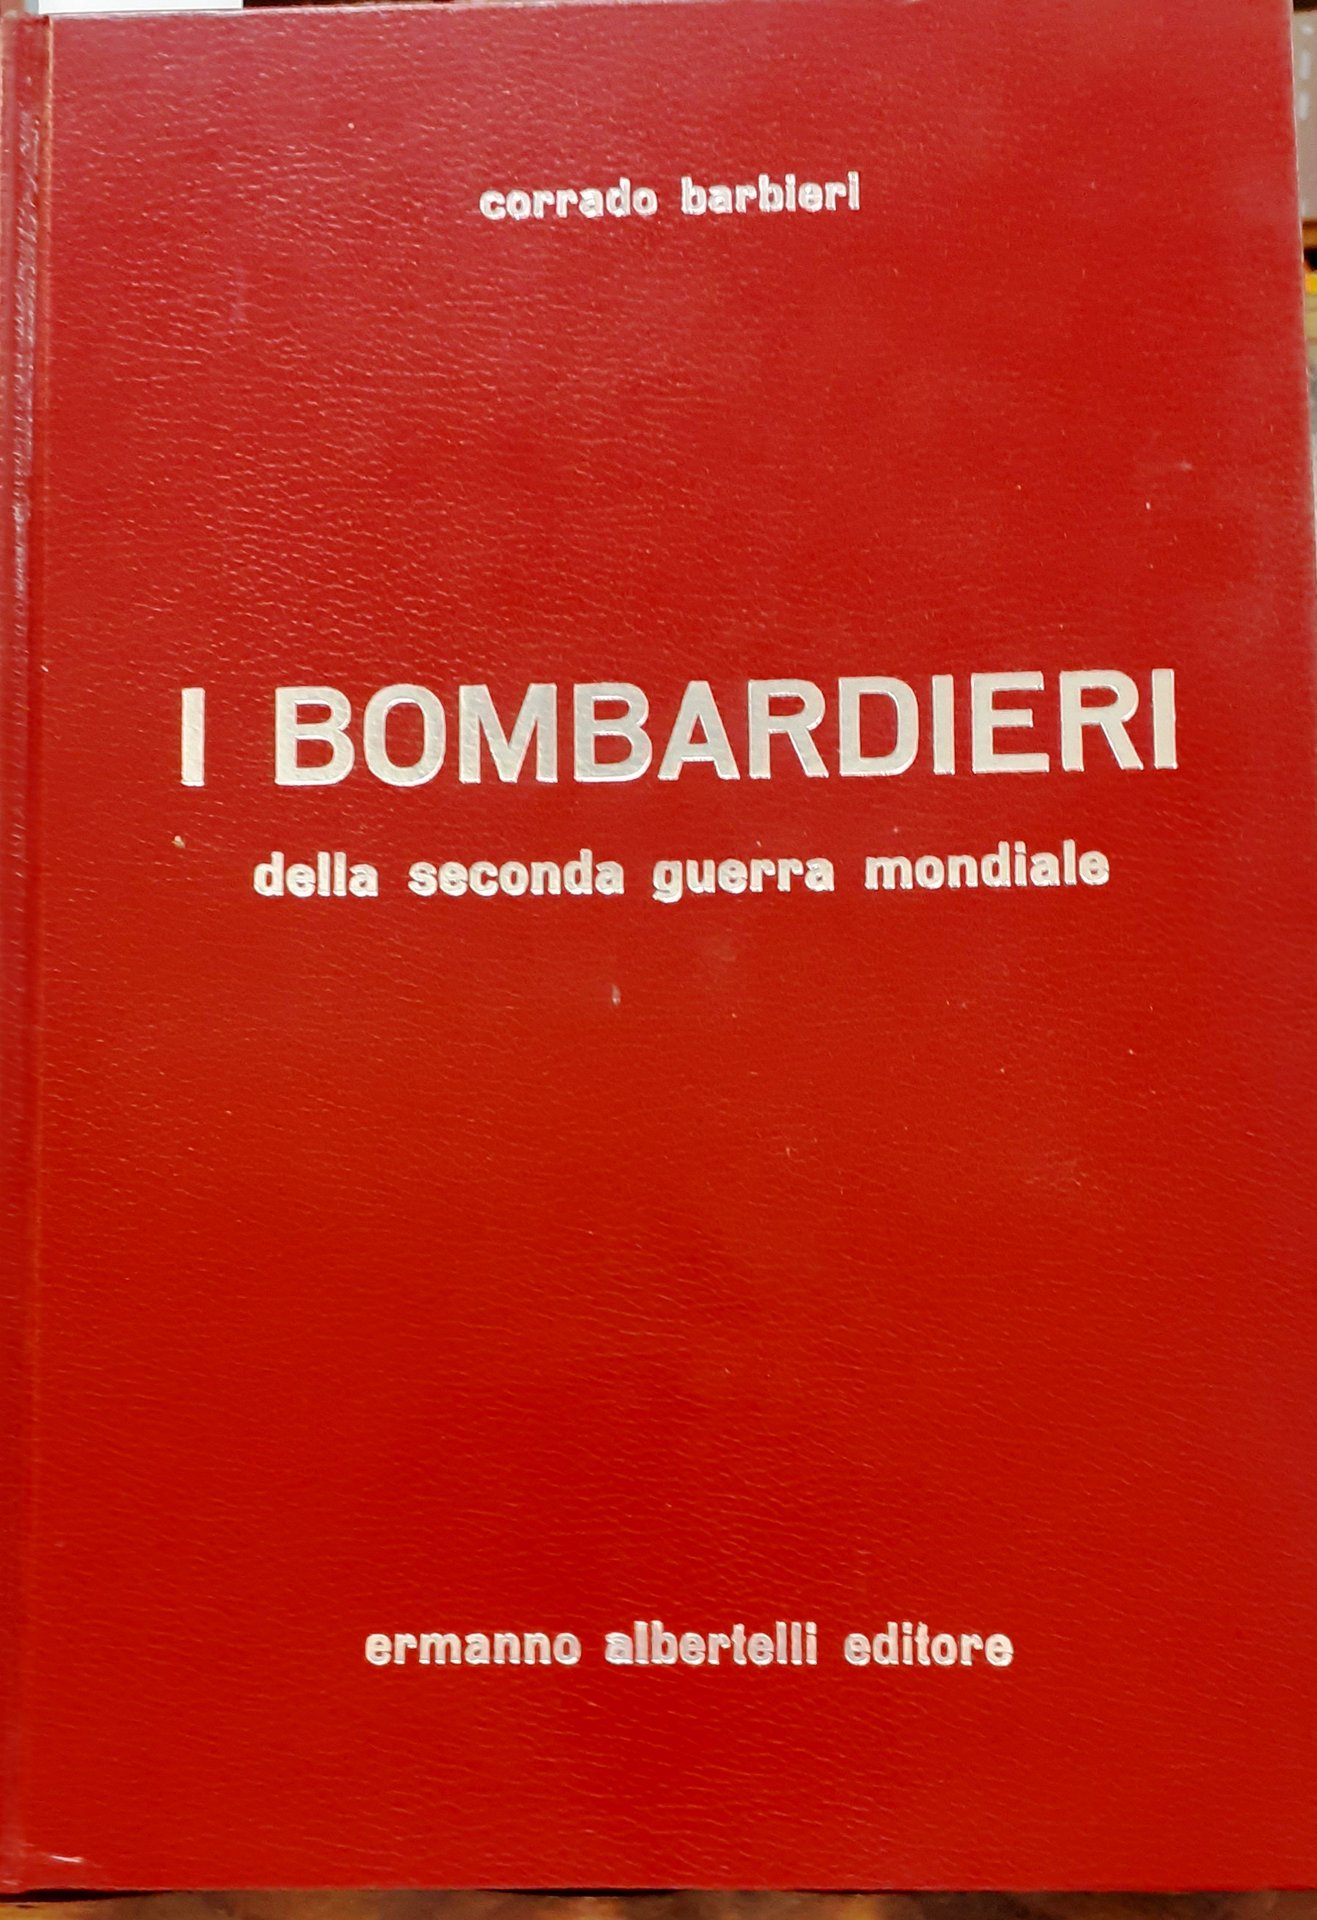 corrado barbieri
I BOMBARDIERI
della seconda guerra mondiale
ermanno albertelli editore